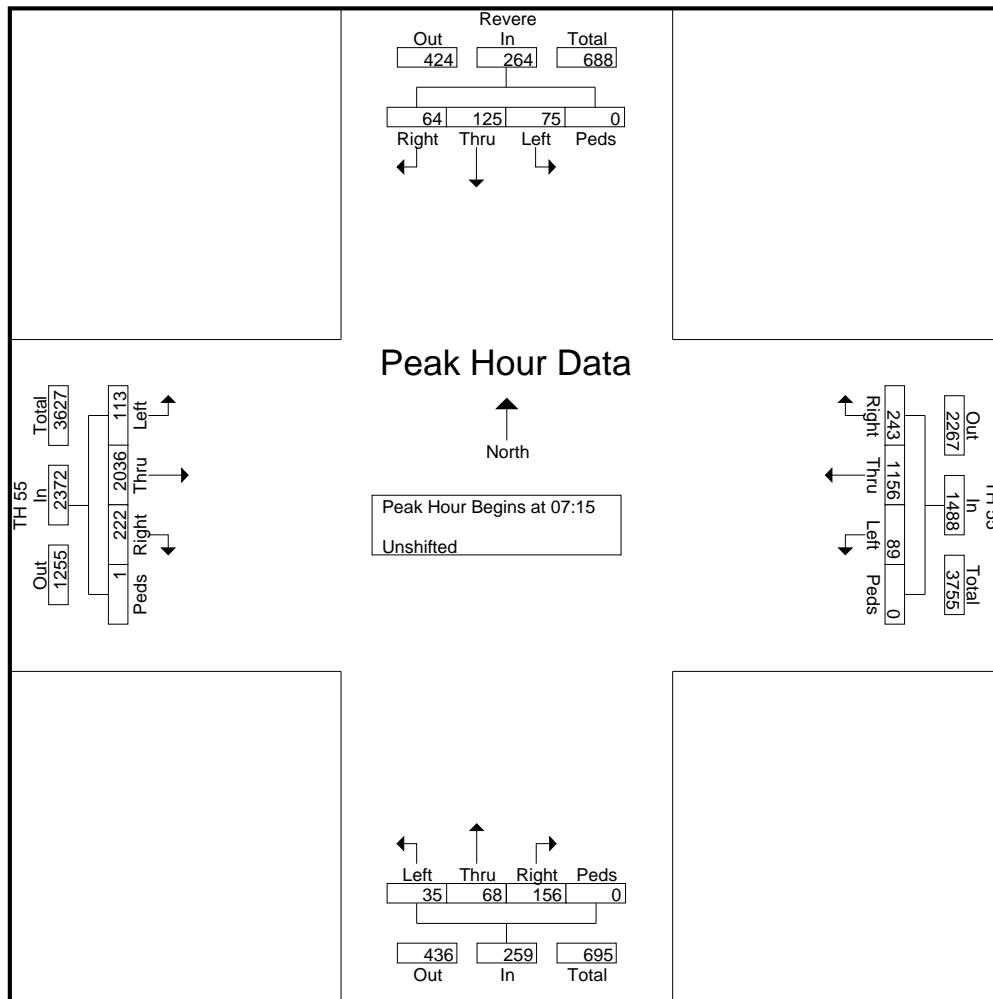 Revere
Out In Total
424 264 688
64 125 75 0
Right Thru Left Peds
Peak Hour Data
North
Peak Hour Begins at 07:15
Unshifted
TH 55
Total In Out
3627 2372 1255
113 2036 222 1
Left Thru Right Peds
Right Thru Left Peds
243 1156 89 0
Out In Total
2267 1488 3755
TH 55
Left Thru Right Peds
35 68 156 0
436 259 695
Out In Total